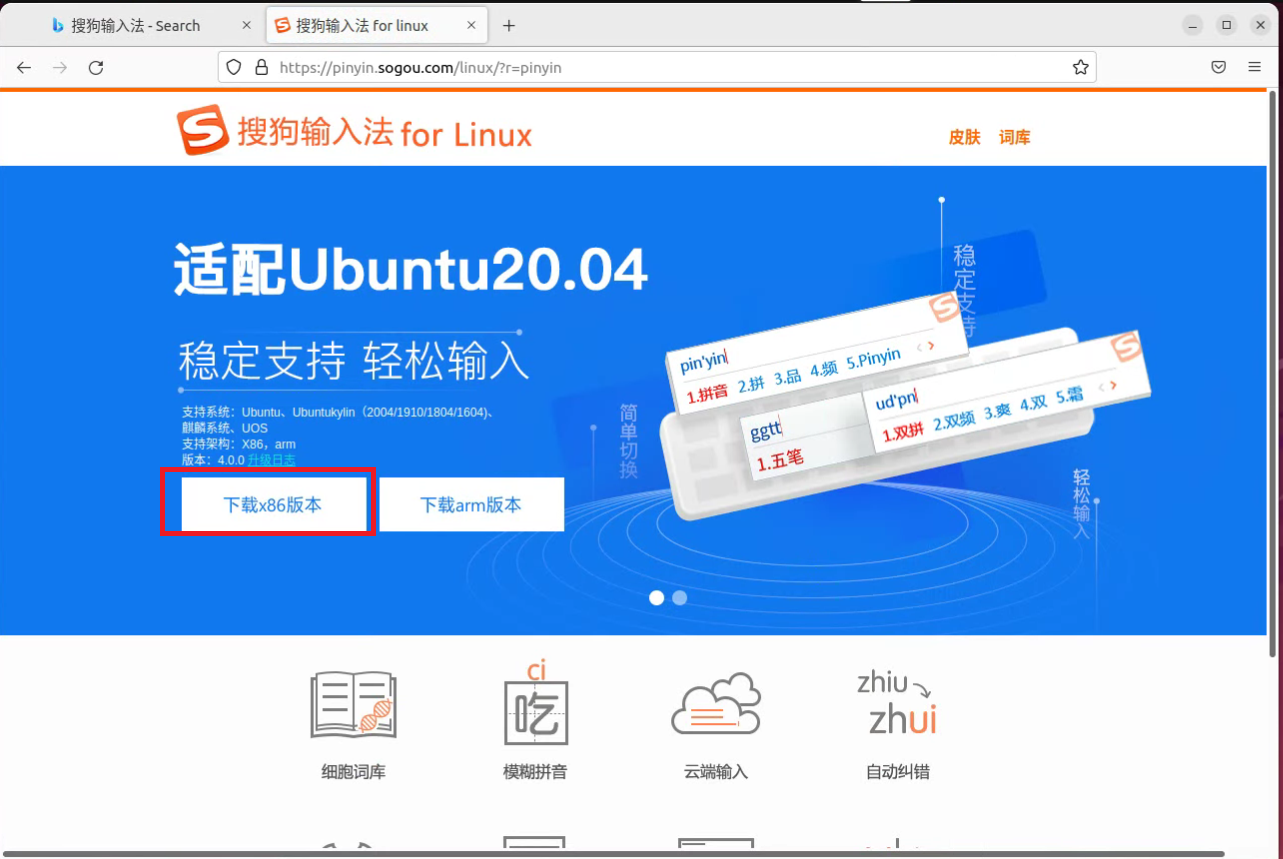 搜狗输入法 - Search
搜狗输入法 for linux
https://pinyin.sogou.com/linux/?r=pinyin
搜狗输入法 for Linux
皮肤 词库
适配Ubuntu20.04
稳定支持 轻松输入
支持系统：Ubuntu、Ubuntukylin（2004/1910/1804/1604)、
麒麟系统、UOS
支持架构：X86，arm
版本：4.0.0 升级日志
下载x86版本
下载arm版本
稳定支持
pin'yin
1.拼音 2.拼 3.品 4.频 5.Pinyin
ud'pn
1.双拼 2.双频 3.爽 4.双 5.霜
ggtt
1.五笔
简单切换
轻松输入
ci
吃
zhiu
zhui
细胞词库
模糊拼音
云端输入
自动纠错